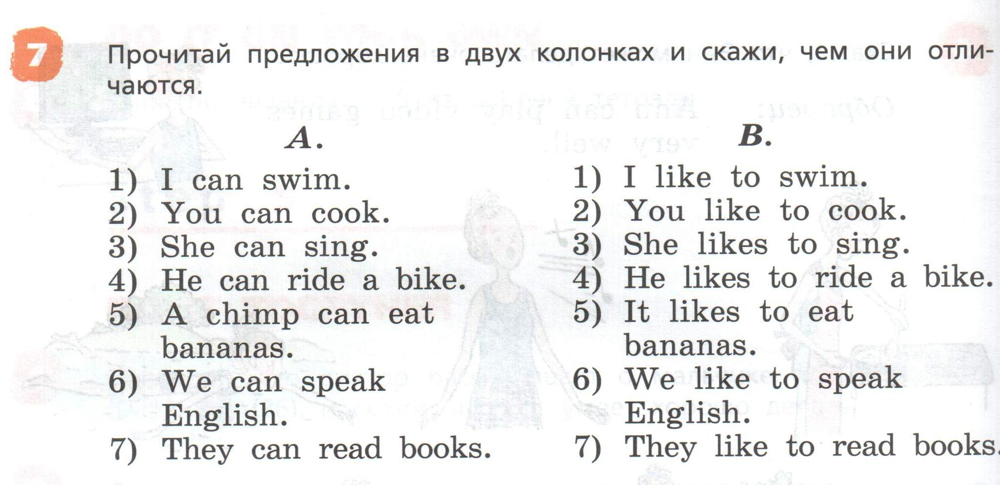 7
Прочитай предложения в двух колонках и скажи, чем они отли-
чаются.
A.
1) I can swim.
2) You can cook.
3) She can sing.
4) He can ride a bike.
5) A chimp can eat
bananas.
6) We can speak
English.
7) They can read books.
B.
1) I like to swim.
2) You like to cook.
3) She likes to sing.
4) He likes to ride a bike.
5) It likes to eat
bananas.
6) We like to speak
English.
7) They like to read books.